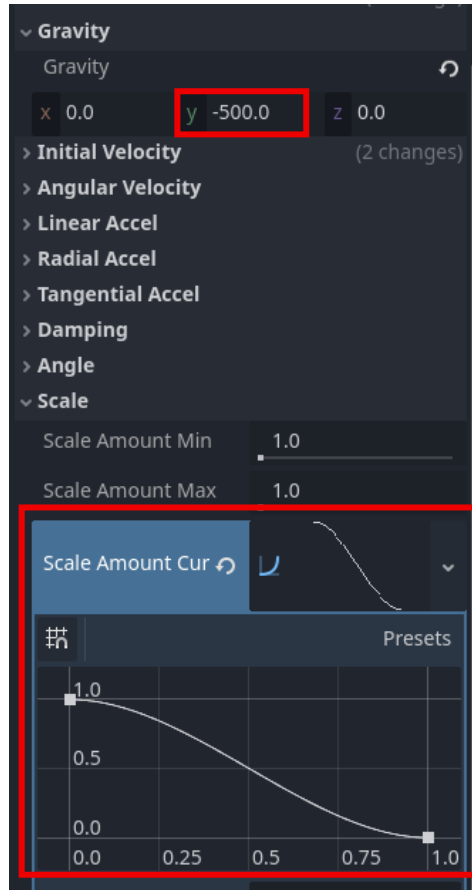 Gravity
Gravity
x 0.0 y -500.0 z 0.0
Initial Velocity (2 changes)
Angular Velocity
Linear Accel
Radial Accel
Tangential Accel
Damping
Angle
Scale
Scale Amount Min 1.0
Scale Amount Max 1.0
Scale Amount Cur
Presets
1.0
0.5
0.0
0.0 0.25 0.5 0.75 1.0